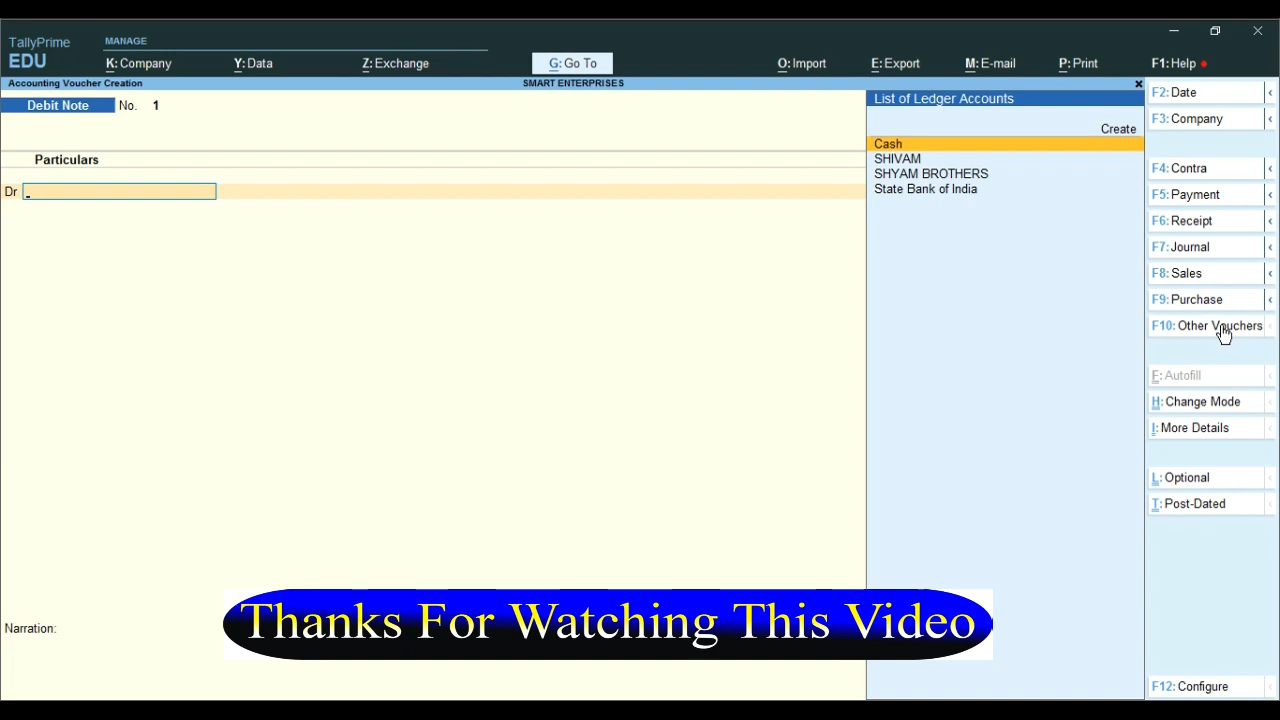 TallyPrime
EDU
MANAGE
K: Company
Y: Data
Z: Exchange
G: Go To
O: Import
E: Export
M: E-mail
P: Print
F1: Help
Accounting Voucher Creation
SMART ENTERPRISES
Debit Note No. 1
Particulars
Dr
List of Ledger Accounts
Create
Cash
SHIVAM
SHYAM BROTHERS
State Bank of India
F2: Date
F3: Company
F4: Contra
F5: Payment
F6: Receipt
F7: Journal
F8: Sales
F9: Purchase
F10: Other Vouchers
F: Autofill
H: Change Mode
I: More Details
L: Optional
T: Post-Dated
F12: Configure
Narration:
Thanks For Watching This Video